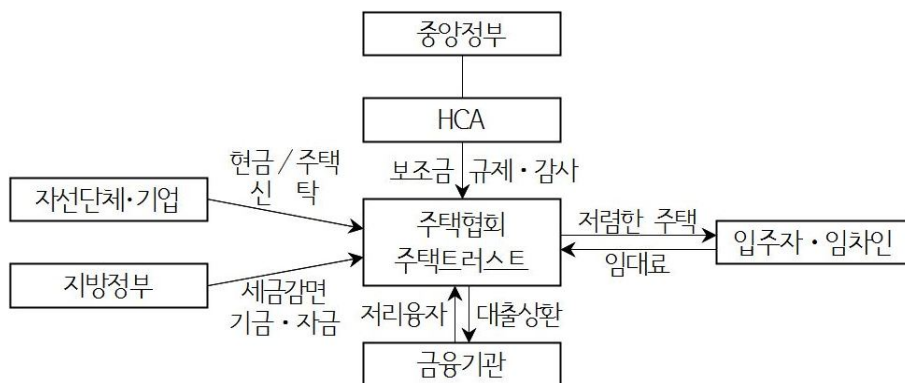 중앙정부
HCA
현금 / 주택
신 탁
보조금 규제·감사
자선단체·기업
주택협회
주택트러스트
저렴한 주택
임대료
입주자·임차인
지방정부
세금감면
기금·자금
저리융자 대출상환
금융기관